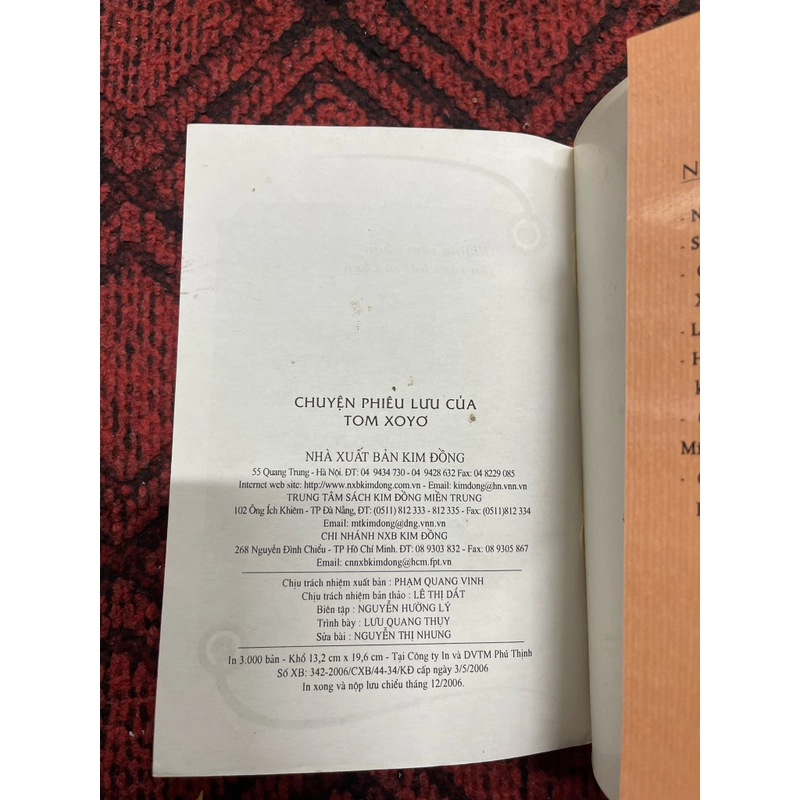 CHUYỆN PHIÊU LƯU CỦA
TOM XOYƠ
NHÀ XUẤT BẢN KIM ĐỒNG
55 Quang Trung - Hà Nội. ĐT: 04 9434 730 - 04 9428 632 Fax: 04 8229 085
Internet web site: http://www.nxbkimdong.com.vn - Email: kimdong@hn.vnn.vn
TRUNG TÂM SÁCH KIM ĐỒNG MIỀN TRUNG
102 Ông Ích Khiêm - TP Đà Nẵng, ĐT: (0511) 812 333 - 812 335 - Fax: (0511)812 334
Email: mtkimdong@dng.vnn.vn
CHI NHÁNH NXB KIM ĐỒNG
268 Nguyễn Đình Chiểu - TP Hồ Chí Minh. ĐT: 08 9303 832 - Fax: 08 9305 867
Email: cnnxbkimdong@hcm.fpt.vn
Chịu trách nhiệm xuất bản : PHẠM QUANG VINH
Chịu trách nhiệm bản thảo : LÊ THỊ DẮT
Biên tập : NGUYỄN HƯỜNG LÝ
Trình bày : LƯU QUANG THỤY
Sửa bài : NGUYỄN THỊ NHUNG
In 3.000 bản - Khổ 13,2 cm x 19,6 cm - Tại Công ty In và DVTM Phú Thịnh
Số XB: 342-2006/CXB/44-34/KĐ cấp ngày 3/5/2006
In xong và nộp lưu chiểu tháng 12/2006.